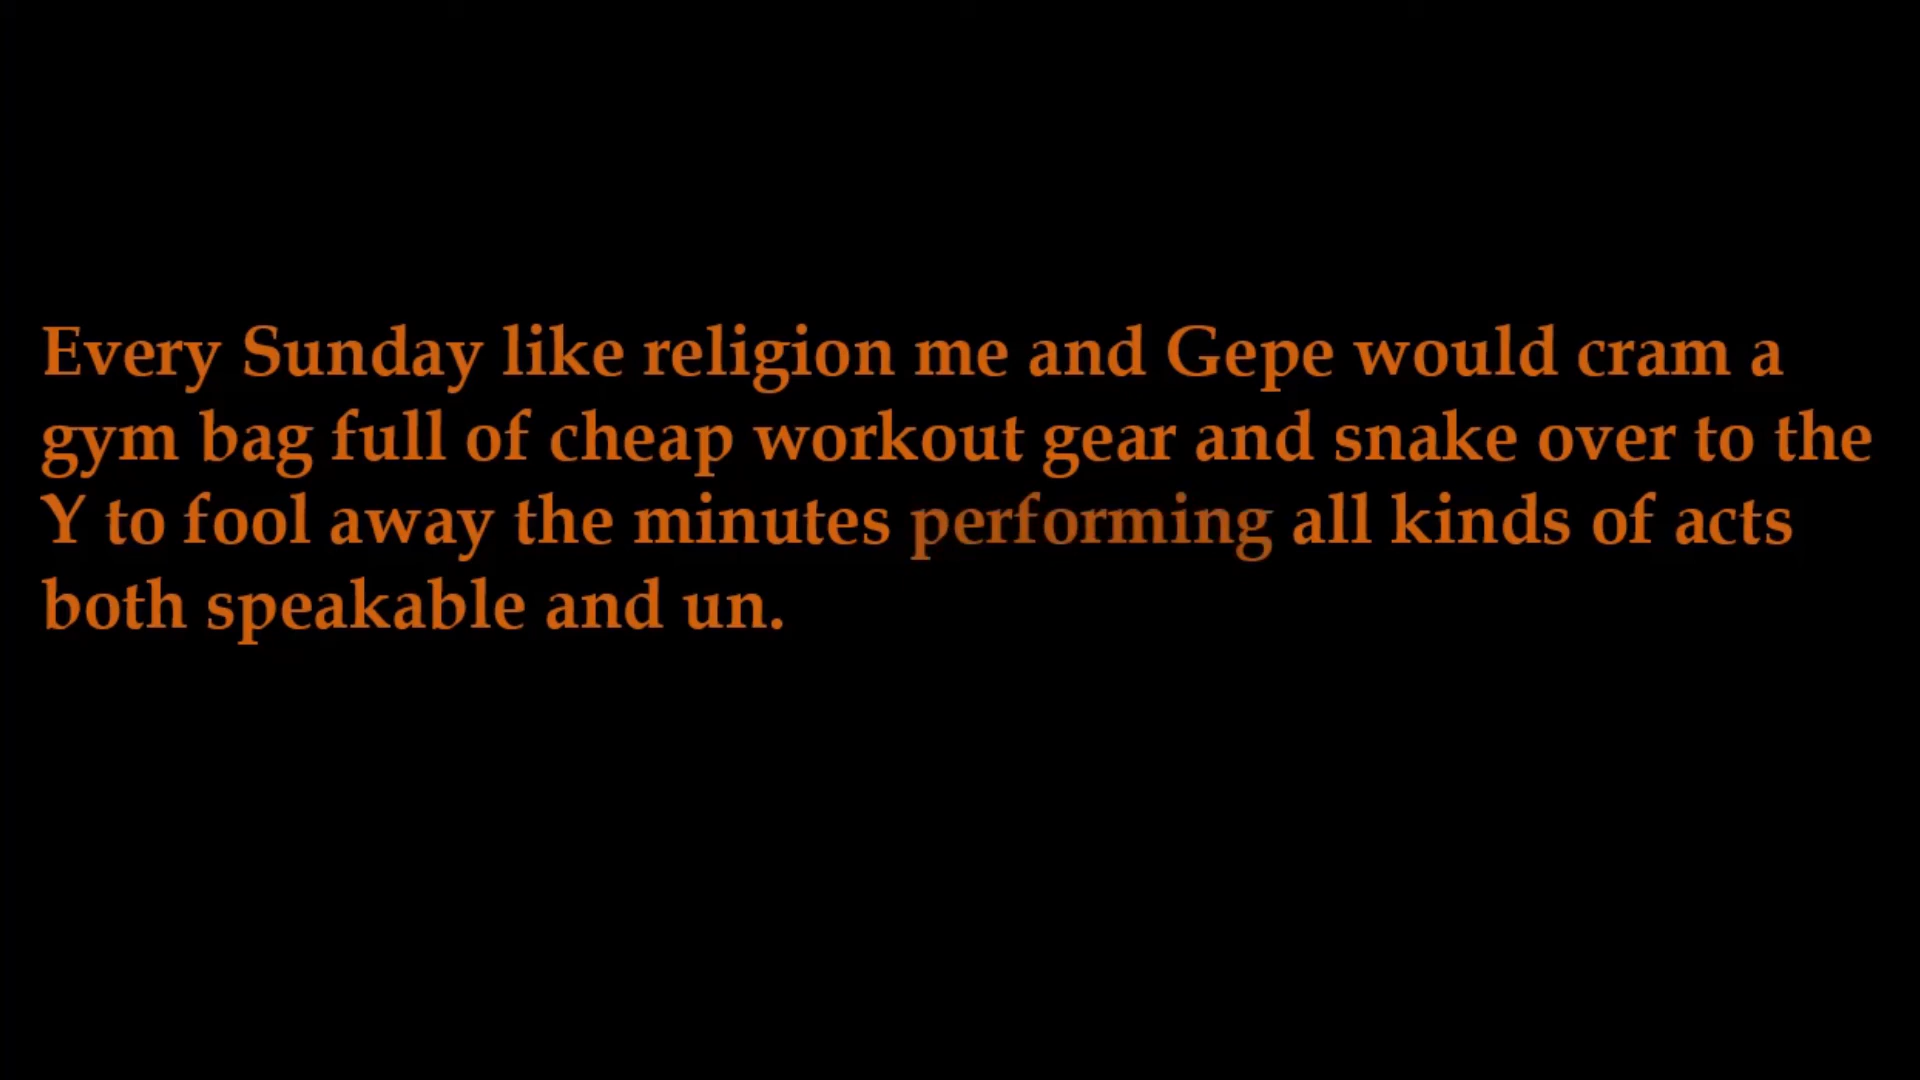 Every Sunday like religion me and Gepe would cram a
gym bag full of cheap workout gear and snake over to the
Y to fool away the minutes performing all kinds of acts
both speakable and un.